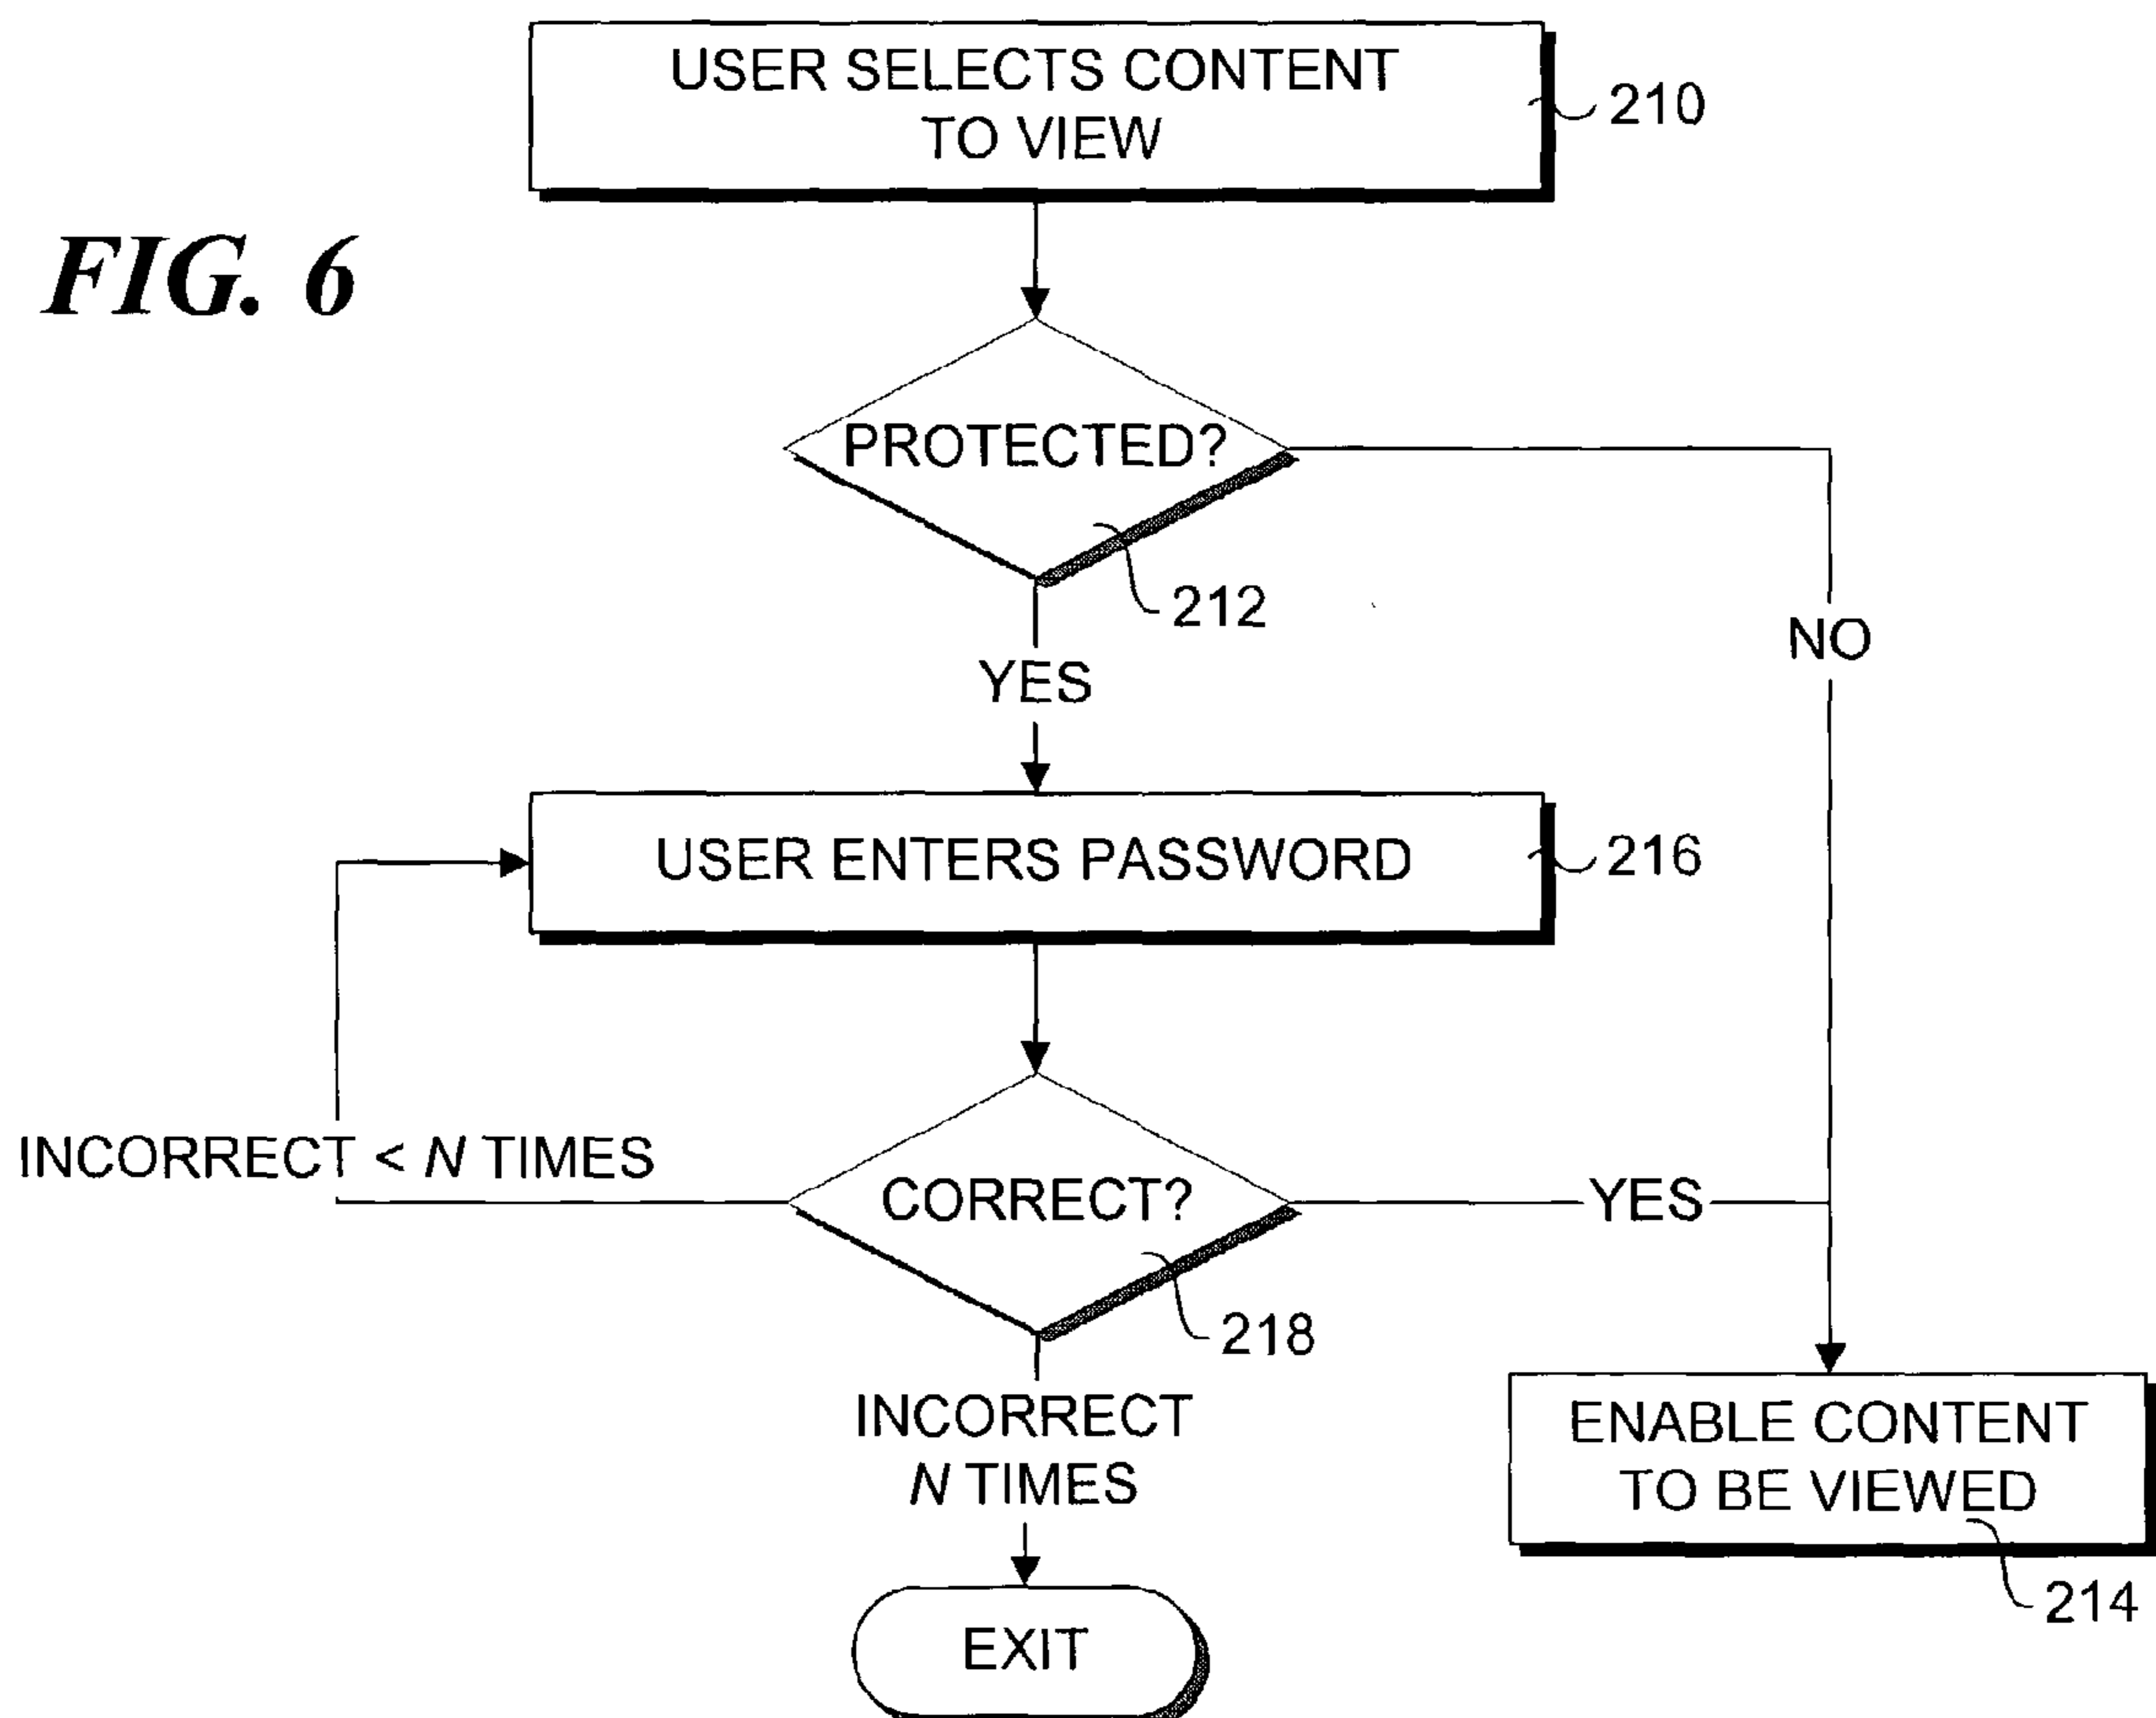 USER SELECTS CONTENT
TO VIEW
210
FIG. 6
PROTECTED?
212
NO
YES
USER ENTERS PASSWORD
216
INCORRECT < N TIMES
CORRECT?
YES
218
INCORRECT
N TIMES
ENABLE CONTENT
TO BE VIEWED
214
EXIT